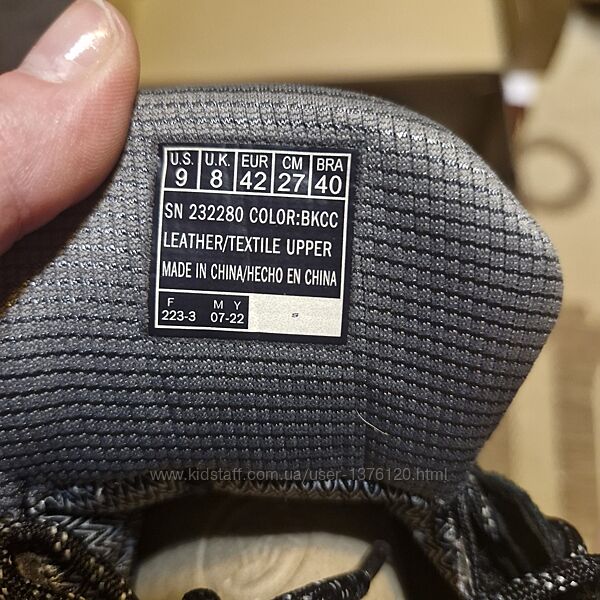 U.S. U.K. EUR CM BRA
9 8 42 27 40
SN 232280 COLOR:BKCC
LEATHER/TEXTILE UPPER
MADE IN CHINA/HECHO EN CHINA
F M Y
223-3 07-22
www.kidstaff.com.ua/user-1376120.html